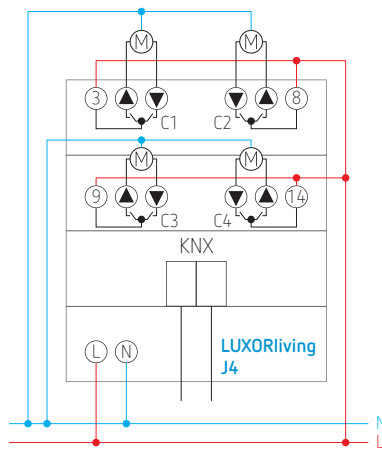 M M
3 8
C1 C2
M M
9 14
C3 C4
KNX
L N
LUXORliving
J4
N
L